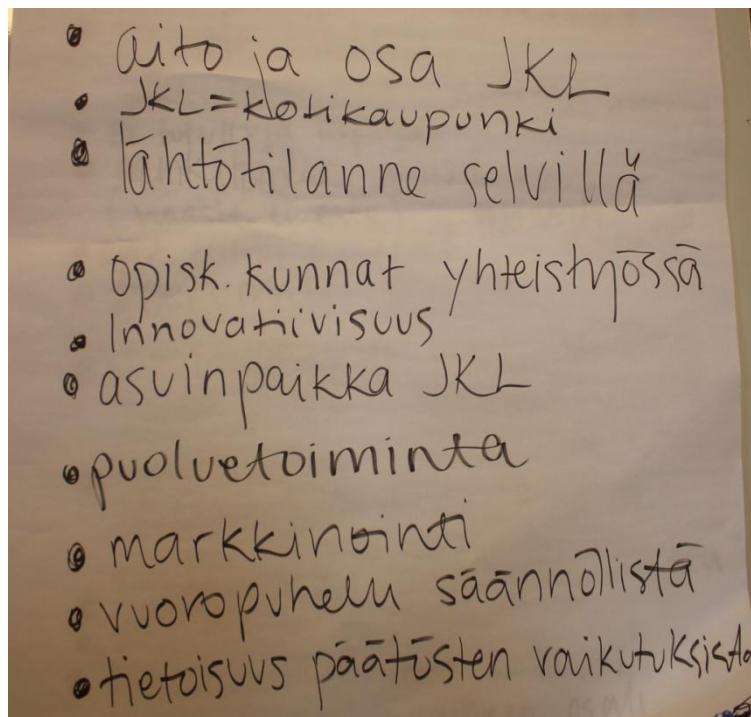 • aito ja osa JKL
• JKL=kotikaupunki
• lähtötilanne selvillä
• opisk. kunnat yhteistyössä
• Innovatiivisuus
• asuinpaikka JKL
• puoluetoiminta
• markkinointi
• vuoropuhelu säännöllistä
• tietoisuus päätösten vaikutuksista